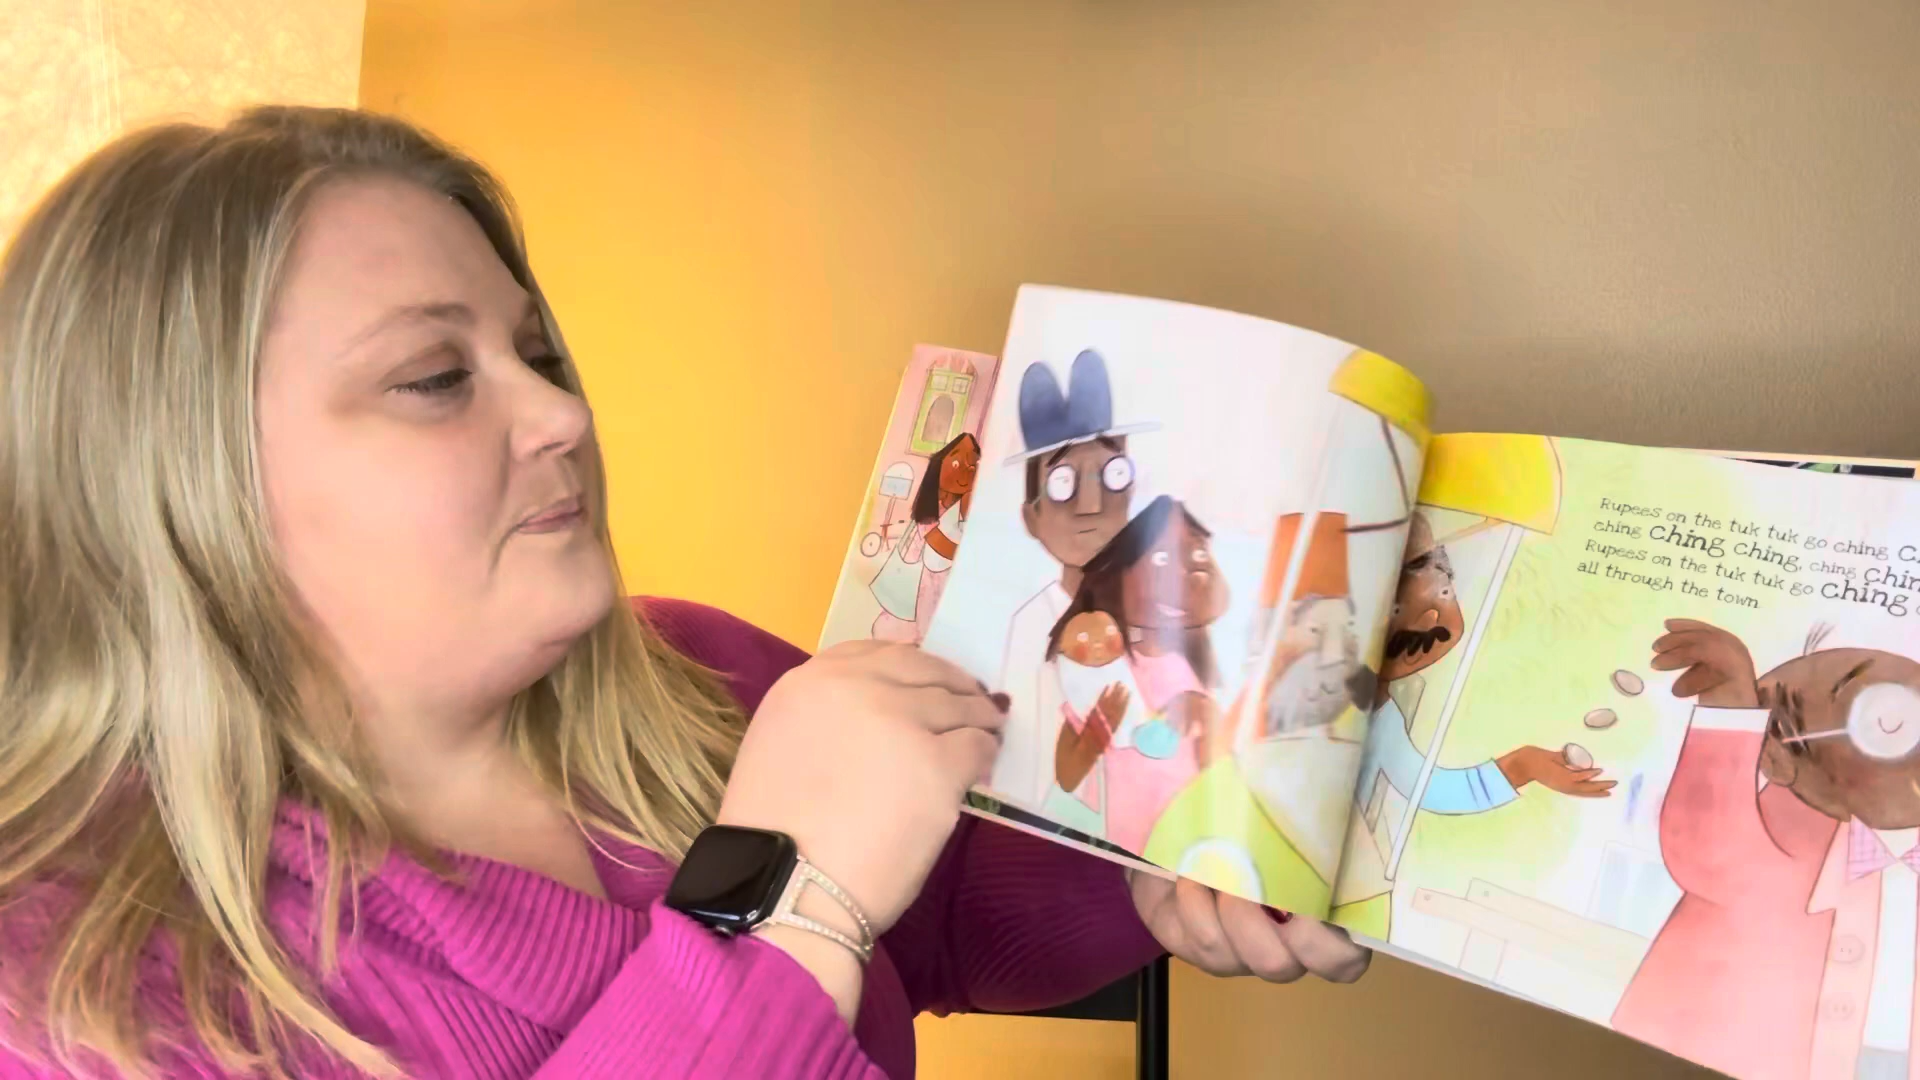 Rupees on the tuk tuk go ching
ching ching ching, ching
Rupees on the tuk tuk go ching
all through the town.